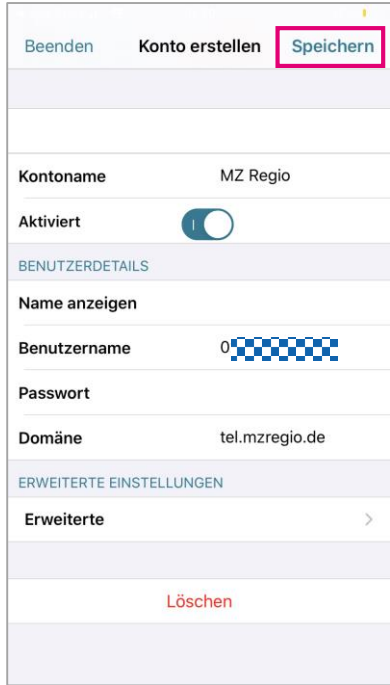 Beenden Konto erstellen Speichern
Kontoname MZ Regio
Aktiviert
BENUTZERDETAILS
Name anzeigen
Benutzername 0
Passwort
Domäne tel.mzregio.de
ERWEITERTE EINSTELLUNGEN
Erweiterte
Löschen